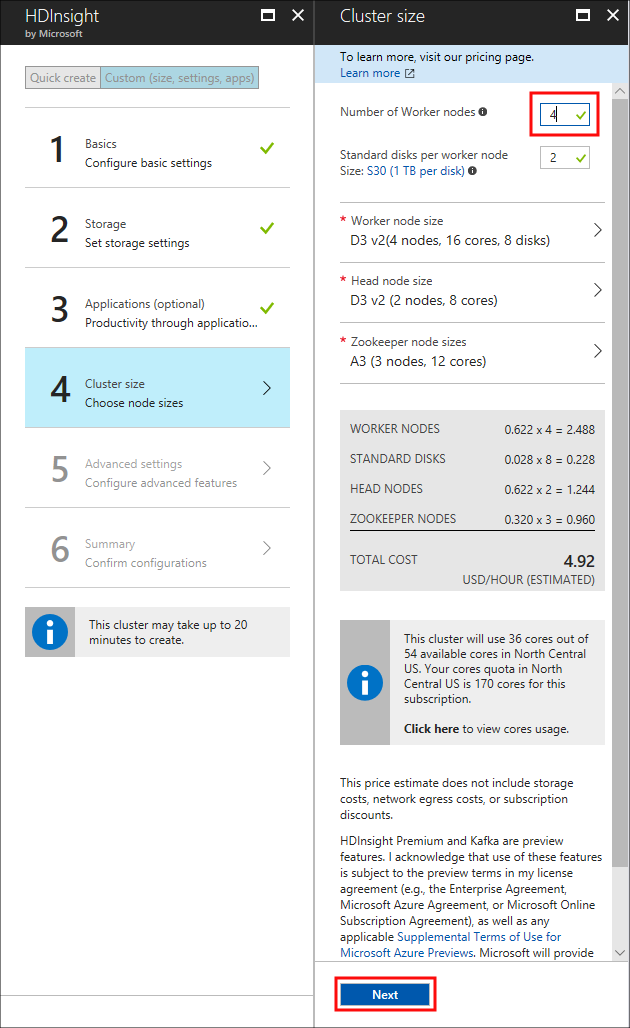 HDInsight
by Microsoft
Quick create
Custom (size, settings, apps)
1
Basics
Configure basic settings
2
Storage
Set storage settings
3
Applications (optional)
Productivity through applicatio...
4
Cluster size
Choose node sizes
5
Advanced settings
Configure advanced features
6
Summary
Confirm configurations
This cluster may take up to 20
minutes to create.
Cluster size
To learn more, visit our pricing page.
Learn more
Number of Worker nodes
4
Standard disks per worker node
Size: S30 (1 TB per disk)
2
* Worker node size
D3 v2(4 nodes, 16 cores, 8 disks)
* Head node size
D3 v2 (2 nodes, 8 cores)
* Zookeeper node sizes
A3 (3 nodes, 12 cores)
WORKER NODES 0.622 x 4 = 2.488
STANDARD DISKS 0.028 x 8 = 0.228
HEAD NODES 0.622 x 2 = 1.244
ZOOKEEPER NODES 0.320 x 3 = 0.960
TOTAL COST 4.92
USD/HOUR (ESTIMATED)
This cluster will use 36 cores out of
54 available cores in North Central
US. Your cores quota in North
Central US is 170 cores for this
subscription.
Click here to view cores usage.
This price estimate does not include storage
costs, network egress costs, or subscription
discounts.
HDInsight Premium and Kafka are preview
features. I acknowledge that use of these features
is subject to the preview terms in my license
agreement (e.g., the Enterprise Agreement,
Microsoft Azure Agreement, or Microsoft Online
Subscription Agreement), as well as any
applicable Supplemental Terms of Use for
Microsoft Azure Previews. Microsoft will provide
Next